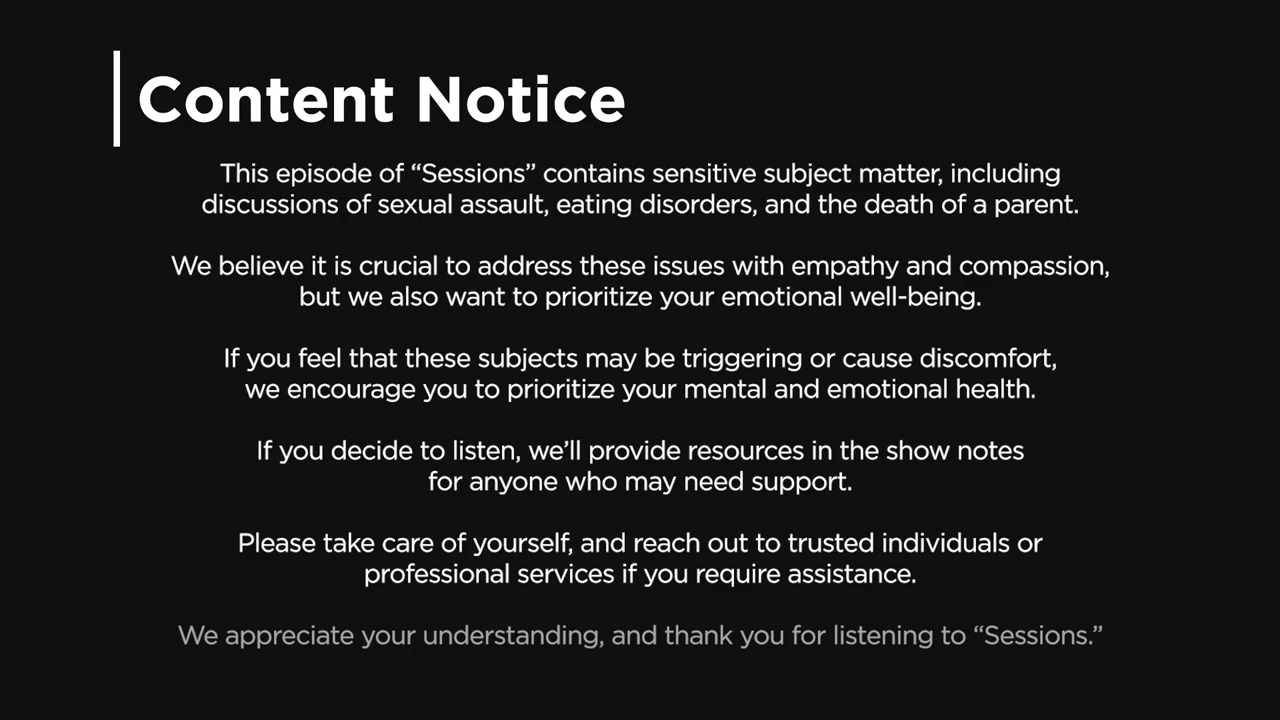 Content Notice
This episode of “Sessions” contains sensitive subject matter, including
discussions of sexual assault, eating disorders, and the death of a parent.
We believe it is crucial to address these issues with empathy and compassion,
but we also want to prioritize your emotional well-being.
If you feel that these subjects may be triggering or cause discomfort,
we encourage you to prioritize your mental and emotional health.
If you decide to listen, we’ll provide resources in the show notes
for anyone who may need support.
Please take care of yourself, and reach out to trusted individuals or
professional services if you require assistance.
We appreciate your understanding, and thank you for listening to “Sessions.”